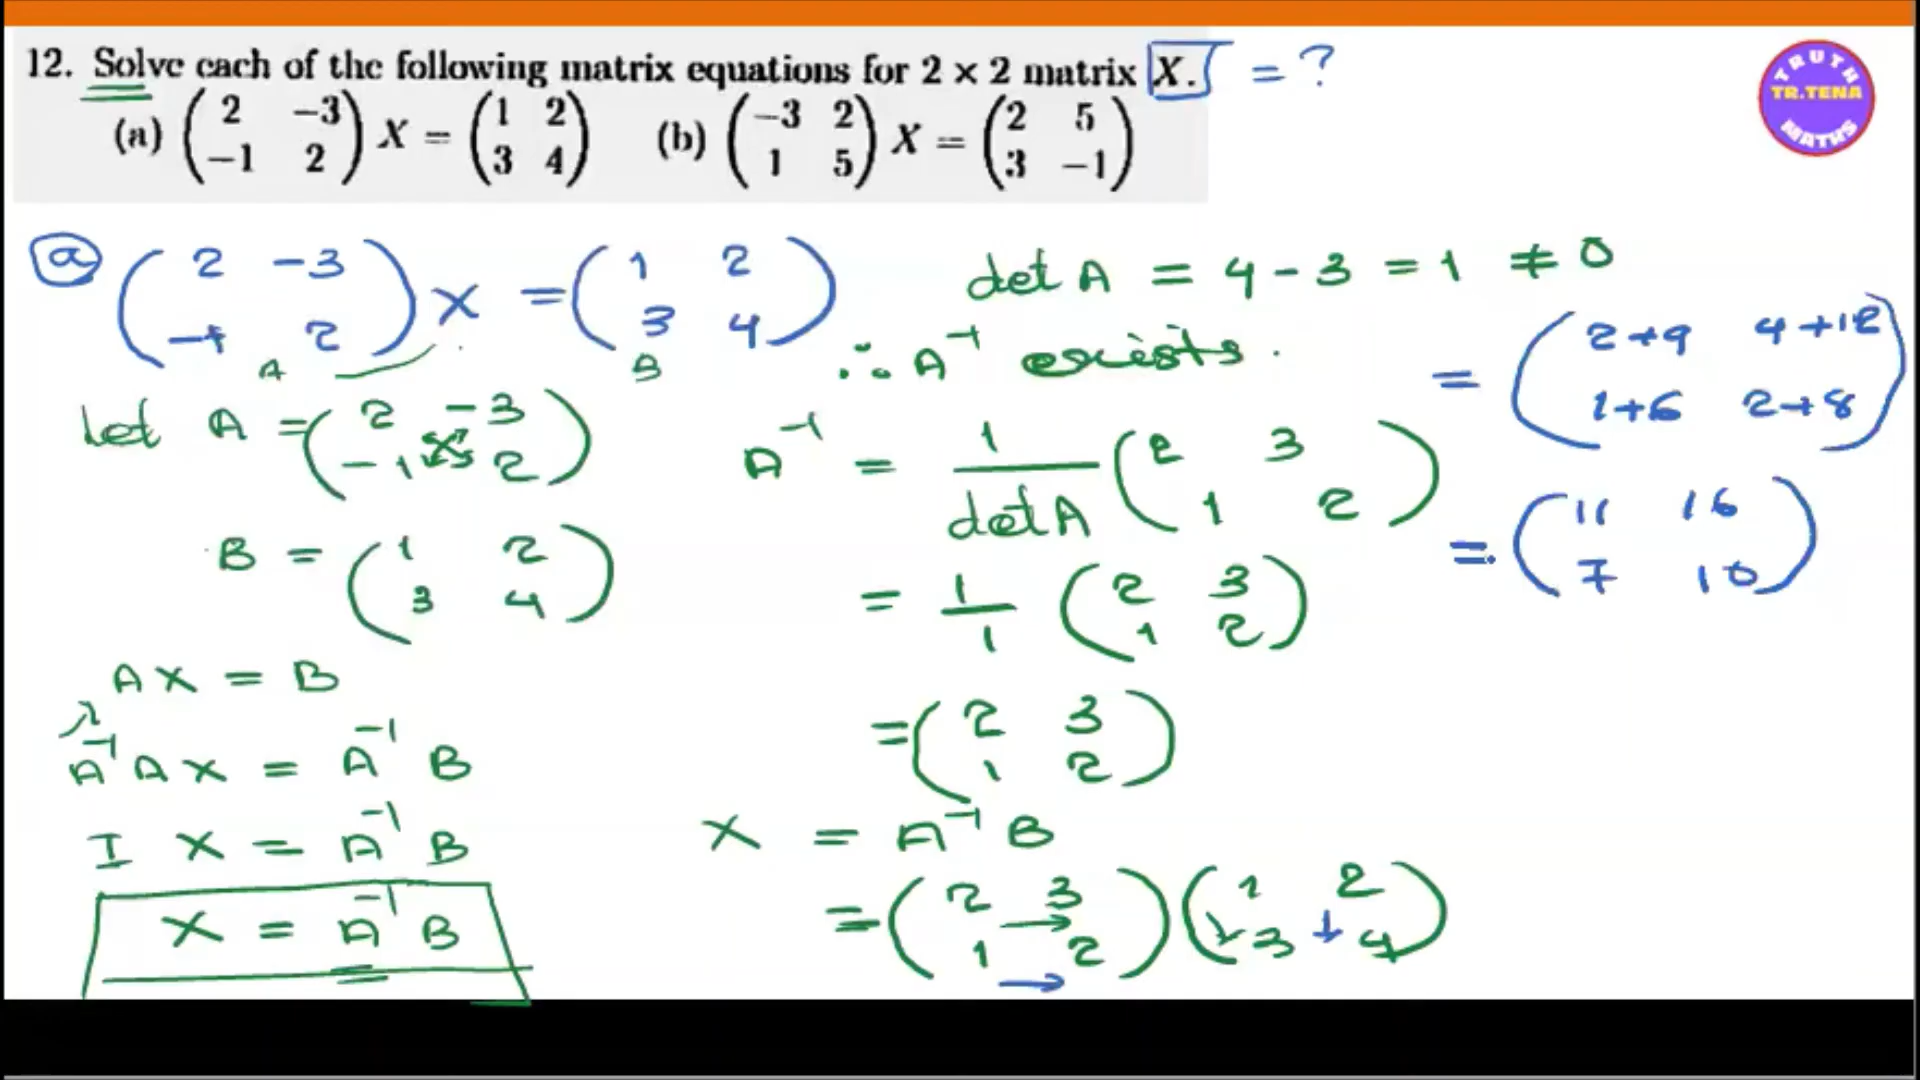 12. Solve each of the following matrix equations for 2 × 2 matrix X. = ?
(a) (2 -3; -1 2) X = (1 2; 3 4) (b) (-3 2; 1 5) X = (2 5; 3 -1)
TRUTH
TR.TENA
MATHS
(a) (2 -3; -1 2) X = (1 2; 3 4)
A B
let A = (2 -3; -1 2)
B = (1 2; 3 4)
AX = B
A⁻¹AX = A⁻¹B
I X = A⁻¹B
X = A⁻¹B
det A = 4 - 3 = 1 ≠ 0
∴ A⁻¹ exists.
A⁻¹ = 1/det A (2 3; 1 2)
= 1/1 (2 3; 1 2)
= (2 3; 1 2)
X = A⁻¹B
= (2 3; 1 2)(1 2; 3 4)
= (2+9 4+12; 1+6 2+8)
= (11 16; 7 10)